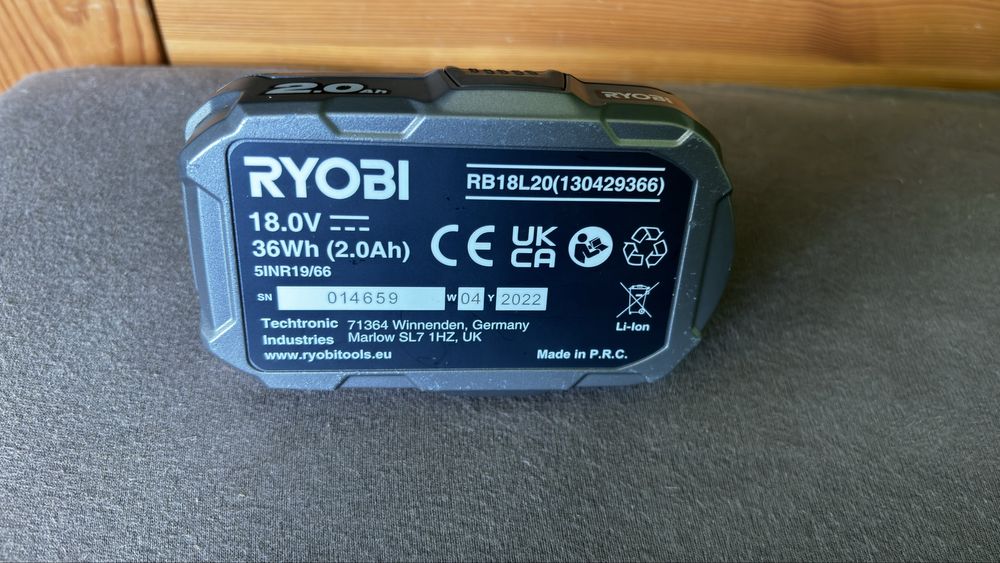 2.0Ah
RYOBI
RYOBI
RB18L20(130429366)
18.0V
36Wh (2.0Ah)
5INR19/66
CE
UK
CA
SN 014659 W 04 Y 2022
Li-Ion
Techtronic 71364 Winnenden, Germany
Industries Marlow SL7 1HZ, UK
www.ryobitools.eu
Made in P.R.C.